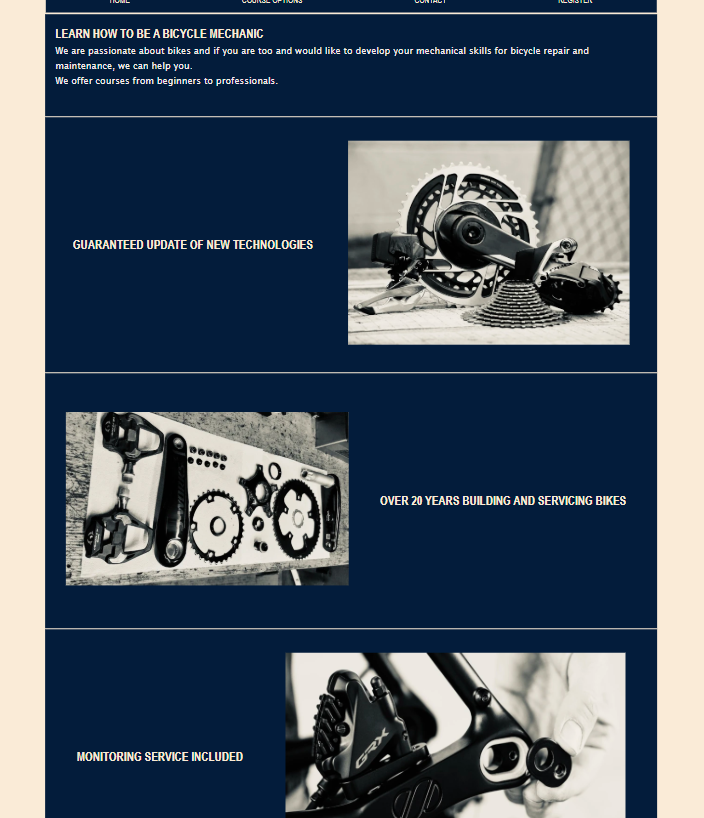 HOME COURSE OPTIONS CONTACT REGISTER
LEARN HOW TO BE A BICYCLE MECHANIC
We are passionate about bikes and if you are too and would like to develop your mechanical skills for bicycle repair and
maintenance, we can help you.
We offer courses from beginners to professionals.
GUARANTEED UPDATE OF NEW TECHNOLOGIES
OVER 20 YEARS BUILDING AND SERVICING BIKES
MONITORING SERVICE INCLUDED
GRX